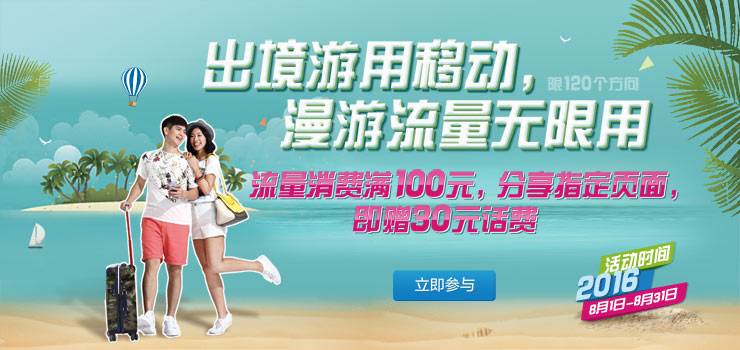 出境游用移动，
限120个方向
漫游流量无限用
流量消费满100元，分享指定页面，
即赠30元话费
立即参与
活动时间
2016
8月1日-8月31日